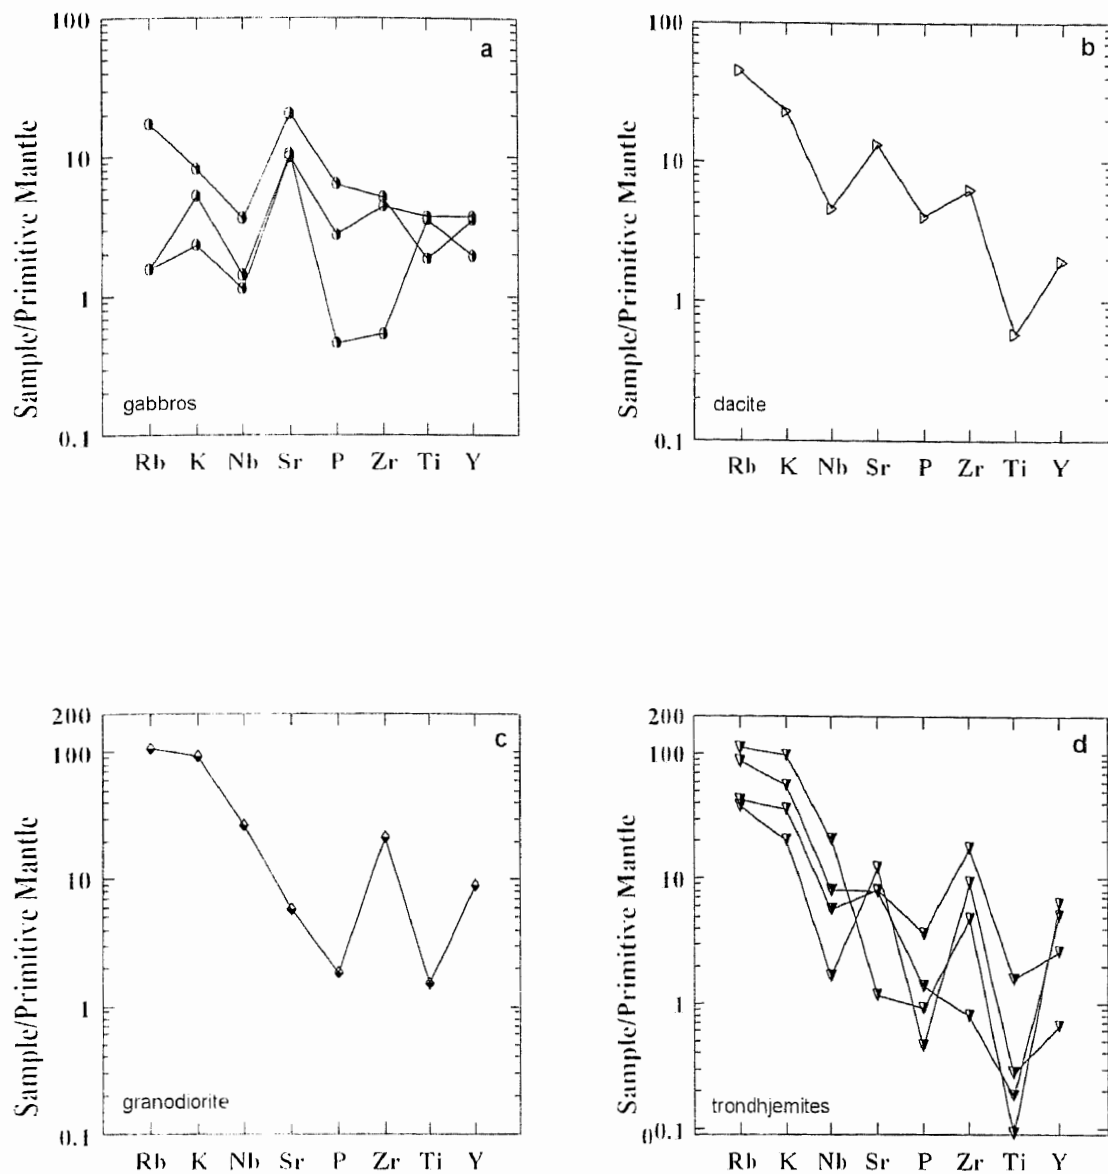 100
a
10
Sample/Primitive Mantle
1
gabbros
0.1
Rb K Nb Sr P Zr Ti Y
100
b
10
Sample/Primitive Mantle
1
dacite
0.1
Rb K Nb Sr P Zr Ti Y
200
c
100
10
Sample/Primitive Mantle
1
granodiorite
0.1
Rb K Nb Sr P Zr Ti Y
200
d
100
10
Sample/Primitive Mantle
1
trondhjemites
00.1
Rb K Nb Sr P Zr Ti Y